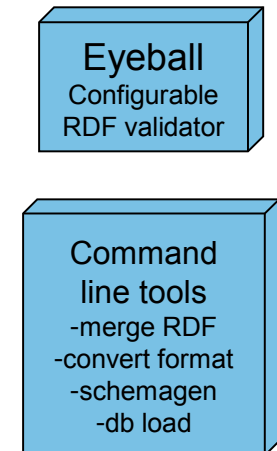 Eyeball
Configurable
RDF validator
Command
line tools
-merge RDF
-convert format
-schemagen
-db load